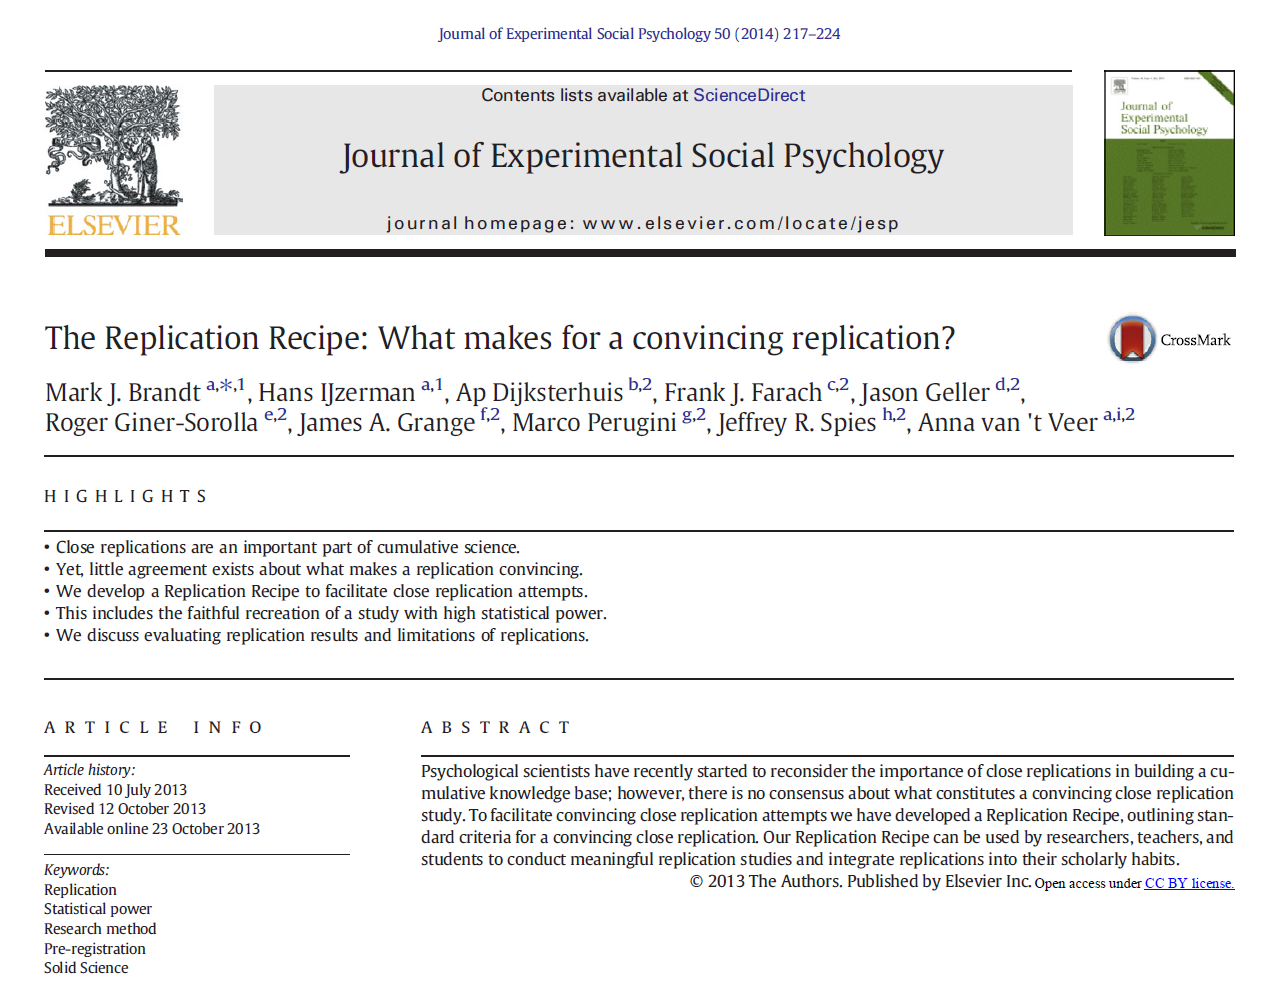 Journal of Experimental Social Psychology 50 (2014) 217–224
Contents lists available at ScienceDirect
Journal of Experimental Social Psychology
journal homepage: www.elsevier.com/locate/jesp
ELSEVIER
Journal of
Experimental
Social Psychology
The Replication Recipe: What makes for a convincing replication?
CrossMark
Mark J. Brandt a,*,1, Hans IJzerman a,1, Ap Dijksterhuis b,2, Frank J. Farach c,2, Jason Geller d,2,
Roger Giner-Sorolla e,2, James A. Grange f,2, Marco Perugini g,2, Jeffrey R. Spies h,2, Anna van 't Veer a,i,2
HIGHLIGHTS
• Close replications are an important part of cumulative science.
• Yet, little agreement exists about what makes a replication convincing.
• We develop a Replication Recipe to facilitate close replication attempts.
• This includes the faithful recreation of a study with high statistical power.
• We discuss evaluating replication results and limitations of replications.
ARTICLE INFO
Article history:
Received 10 July 2013
Revised 12 October 2013
Available online 23 October 2013
Keywords:
Replication
Statistical power
Research method
Pre-registration
Solid Science
ABSTRACT
Psychological scientists have recently started to reconsider the importance of close replications in building a cu-
mulative knowledge base; however, there is no consensus about what constitutes a convincing close replication
study. To facilitate convincing close replication attempts we have developed a Replication Recipe, outlining stan-
dard criteria for a convincing close replication. Our Replication Recipe can be used by researchers, teachers, and
students to conduct meaningful replication studies and integrate replications into their scholarly habits.
© 2013 The Authors. Published by Elsevier Inc. Open access under CC BY license.